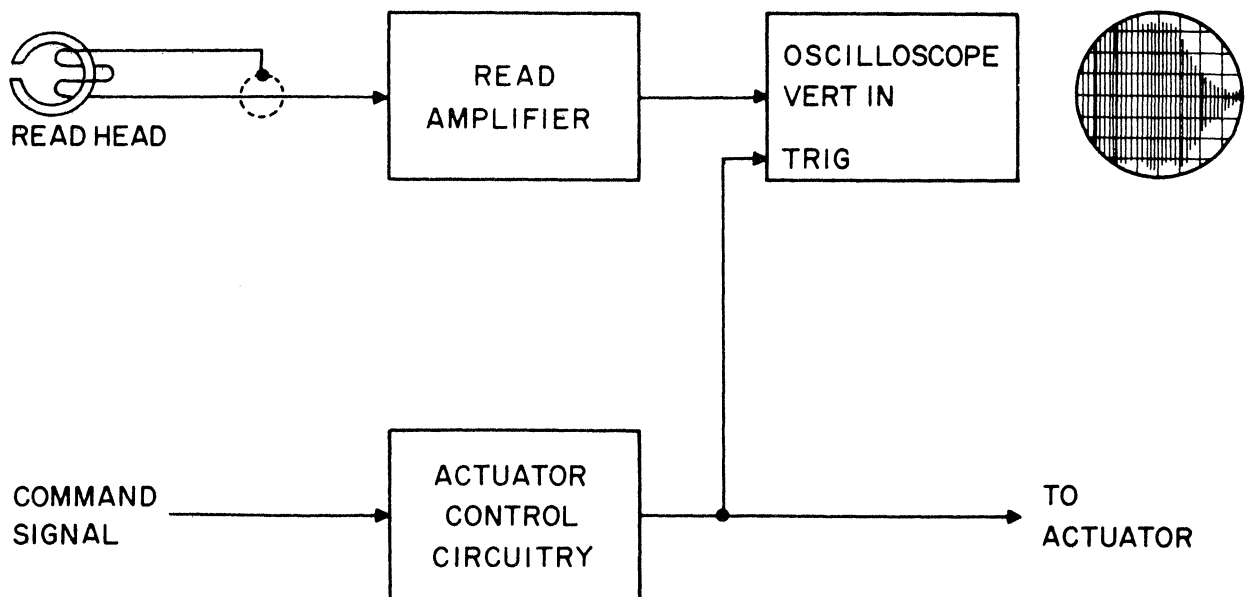 READ HEAD
READ
AMPLIFIER
OSCILLOSCOPE
VERT IN
TRIG
COMMAND
SIGNAL
ACTUATOR
CONTROL
CIRCUITRY
TO
ACTUATOR